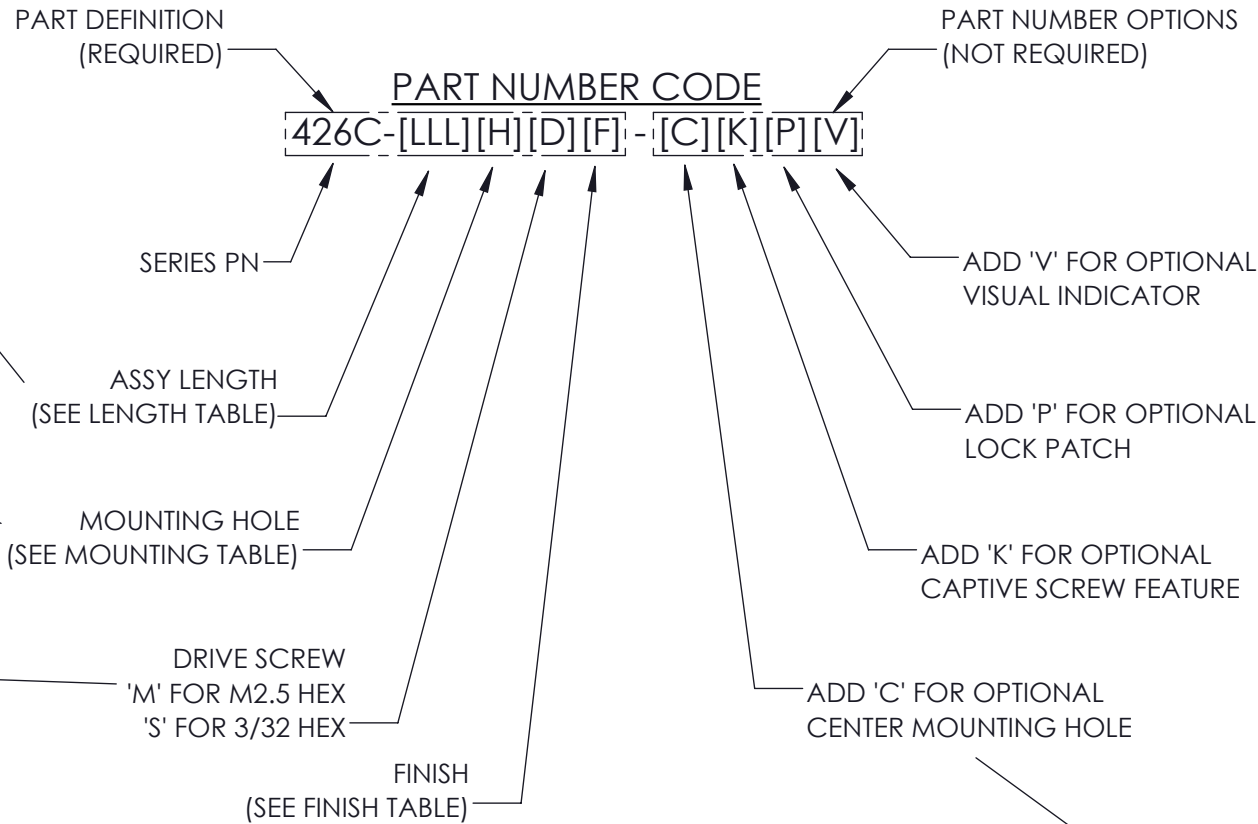 PART DEFINITION
(REQUIRED)
PART NUMBER OPTIONS
(NOT REQUIRED)
PART NUMBER CODE
426C-[LLL][H][D][F] - [C][K][P][V]
SERIES PN
ADD 'V' FOR OPTIONAL
VISUAL INDICATOR
ASSY LENGTH
(SEE LENGTH TABLE)
ADD 'P' FOR OPTIONAL
LOCK PATCH
MOUNTING HOLE
(SEE MOUNTING TABLE)
ADD 'K' FOR OPTIONAL
CAPTIVE SCREW FEATURE
DRIVE SCREW
'M' FOR M2.5 HEX
'S' FOR 3/32 HEX
ADD 'C' FOR OPTIONAL
CENTER MOUNTING HOLE
FINISH
(SEE FINISH TABLE)